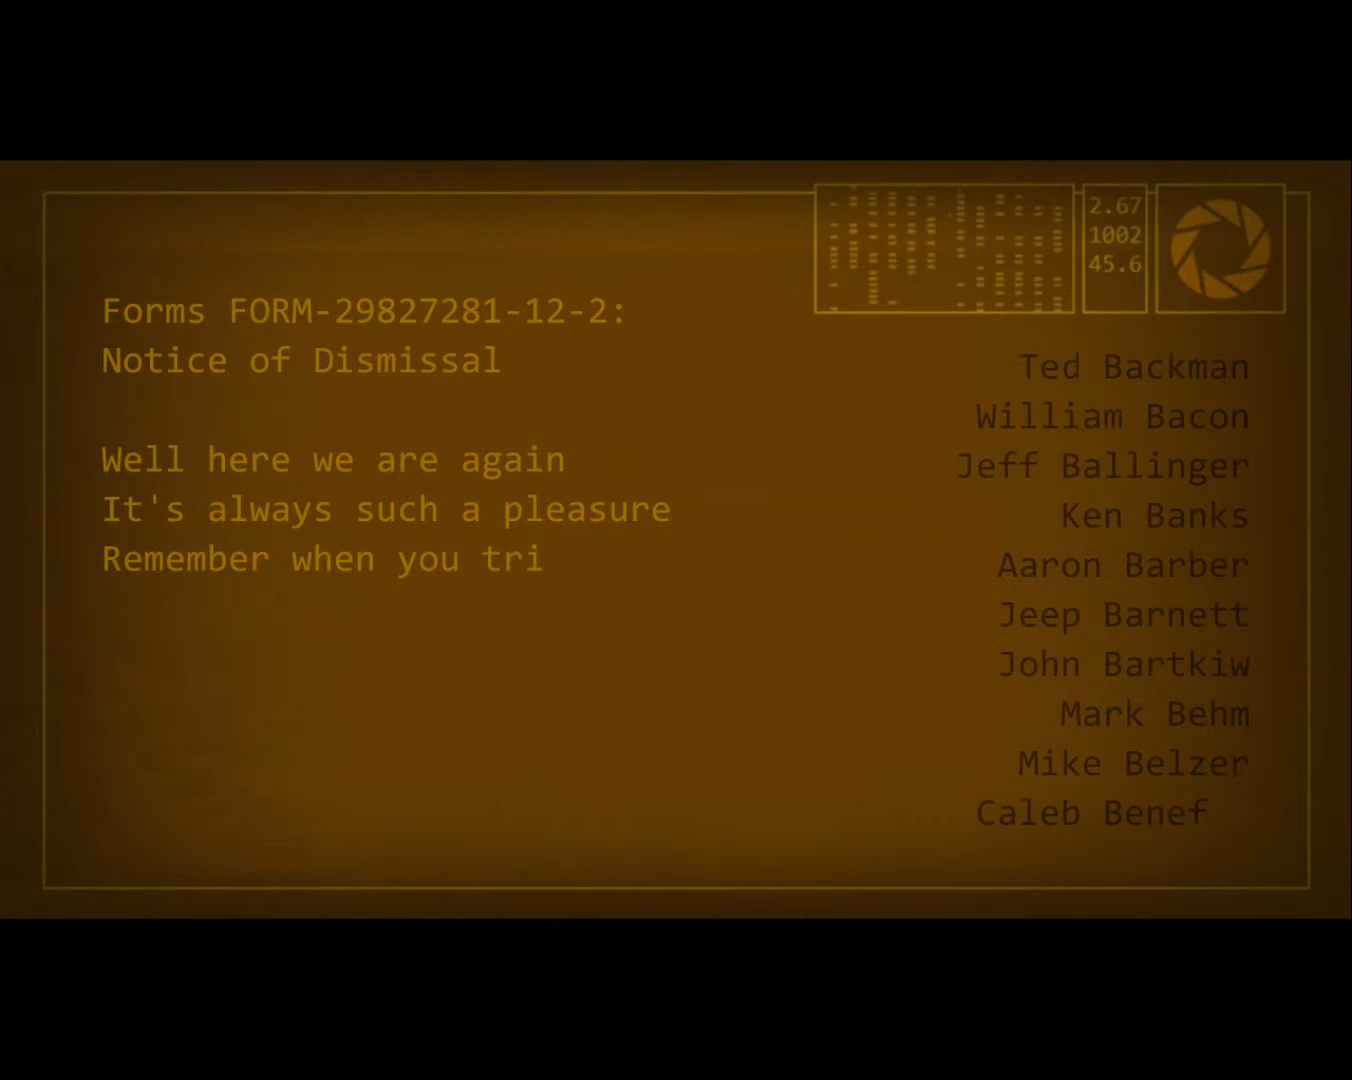 2.67
1002
45.6
Forms FORM-29827281-12-2:
Notice of Dismissal
Well here we are again
It's always such a pleasure
Remember when you tri
Ted Backman
William Bacon
Jeff Ballinger
Ken Banks
Aaron Barber
Jeep Barnett
John Bartkiw
Mark Behm
Mike Belzer
Caleb Benef